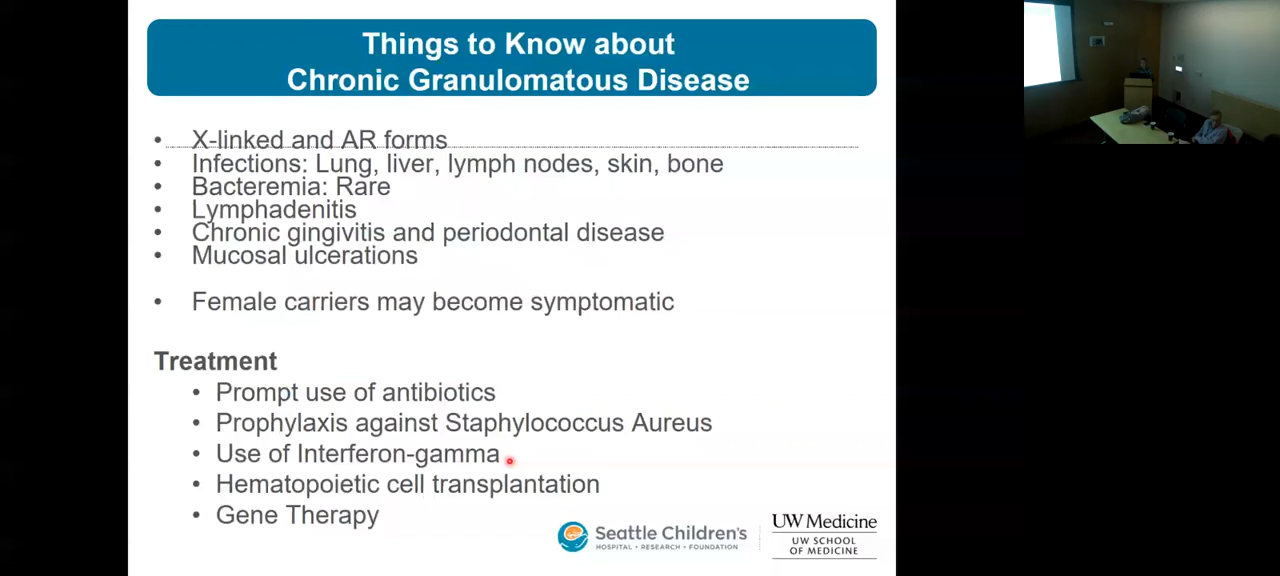 Things to Know about
Chronic Granulomatous Disease
• X-linked and AR forms
• Infections: Lung, liver, lymph nodes, skin, bone
• Bacteremia: Rare
• Lymphadenitis
• Chronic gingivitis and periodontal disease
• Mucosal ulcerations
• Female carriers may become symptomatic
Treatment
• Prompt use of antibiotics
• Prophylaxis against Staphylococcus Aureus
• Use of Interferon-gamma
• Hematopoietic cell transplantation
• Gene Therapy
Seattle Children's
HOSPITAL • RESEARCH • FOUNDATION
UW Medicine
UW SCHOOL
OF MEDICINE